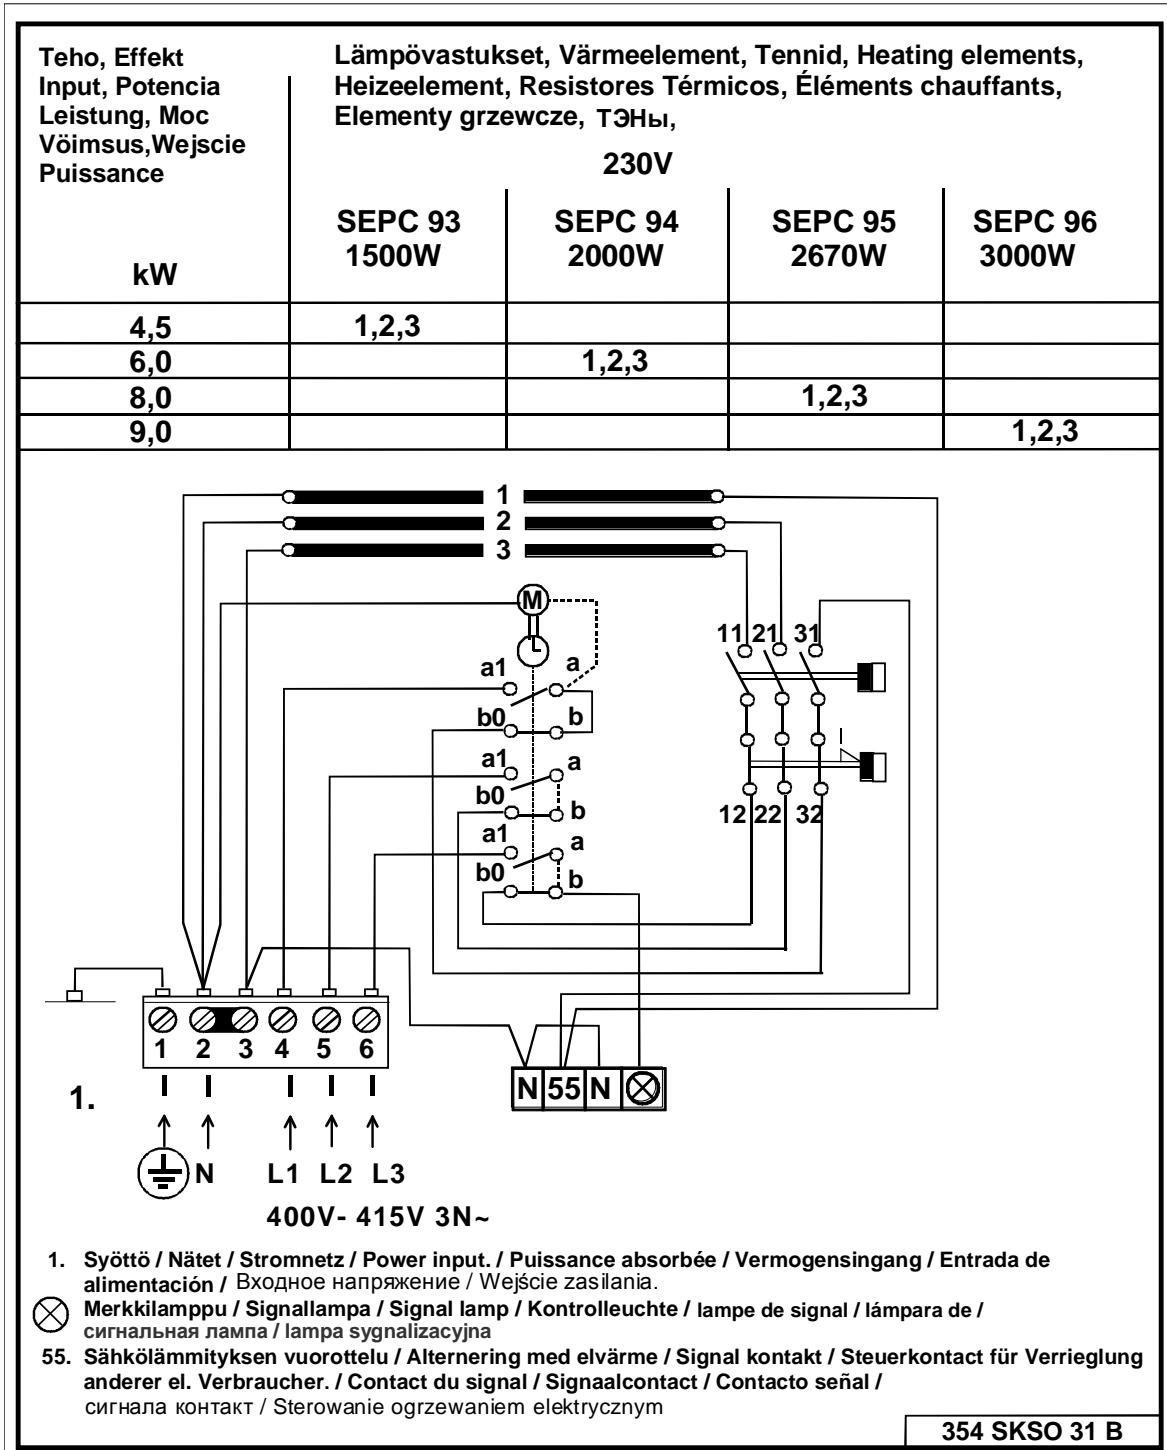 Teho, Effekt
Input, Potencia
Leistung, Moc
Vöimsus,Wejscie
Puissance
kW
Lämpövastukset, Värmeelement, Tennid, Heating elements,
Heizeelement, Resistores Térmicos, Éléments chauffants,
Elementy grzewcze, ТЭНы,
230V
SEPC 93 SEPC 94 SEPC 95 SEPC 96
1500W 2000W 2670W 3000W
4,5 1,2,3
6,0 1,2,3
8,0 1,2,3
9,0 1,2,3
1
2
3
M
11 21 31
a1 a
b0 b
a1 a
b0 b
a1 a
b0 b
12 22 32
1 2 3 4 5 6
N 55 N
1.
N L1 L2 L3
400V- 415V 3N~
1. Syöttö / Nätet / Stromnetz / Power input. / Puissance absorbée / Vermogensingang / Entrada de
alimentación / Входное напряжение / Wejście zasilania.
Merkkilamppu / Signallampa / Signal lamp / Kontrolleuchte / lampe de signal / lámpara de /
сигнальная лампа / lampa sygnalizacyjna
55. Sähkölämmityksen vuorottelu / Alternering med elvärme / Signal kontakt / Steuerkontact für Verrieglung
anderer el. Verbraucher. / Contact du signal / Signaalcontact / Contacto señal /
сигнала контакт / Sterowanie ogrzewaniem elektrycznym
354 SKSO 31 B